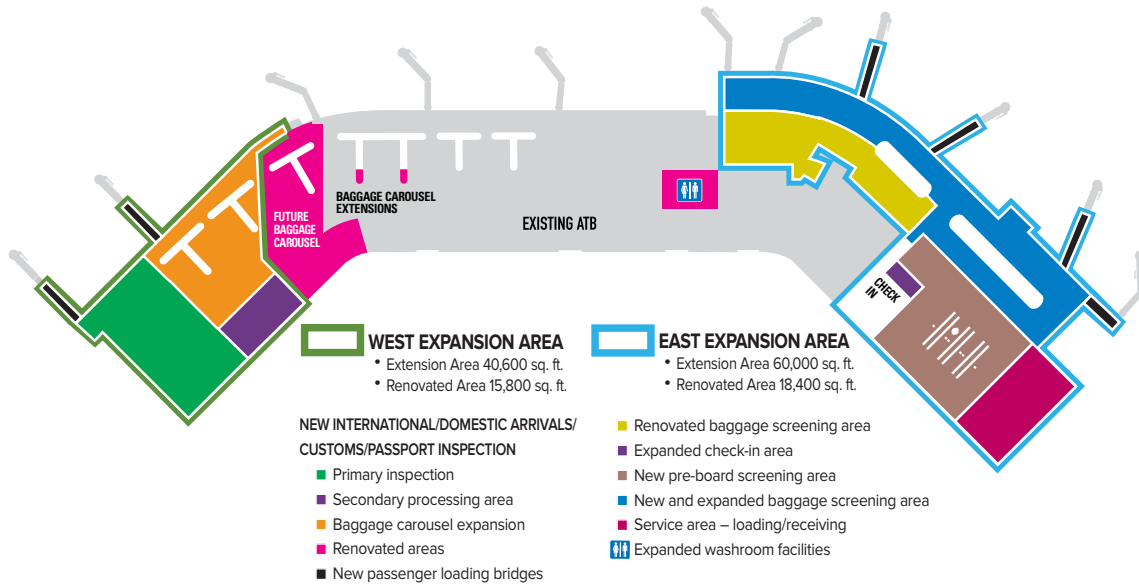 BAGGAGE CAROUSEL
EXTENSIONS
FUTURE
BAGGAGE
CAROUSEL
EXISTING ATB
CHECK
IN
WEST EXPANSION AREA
• Extension Area 40,600 sq. ft.
• Renovated Area 15,800 sq. ft.
EAST EXPANSION AREA
• Extension Area 60,000 sq. ft.
• Renovated Area 18,400 sq. ft.
NEW INTERNATIONAL/DOMESTIC ARRIVALS/
CUSTOMS/PASSPORT INSPECTION
Primary inspection
Secondary processing area
Baggage carousel expansion
Renovated areas
New passenger loading bridges
Renovated baggage screening area
Expanded check-in area
New pre-board screening area
New and expanded baggage screening area
Service area – loading/receiving
Expanded washroom facilities